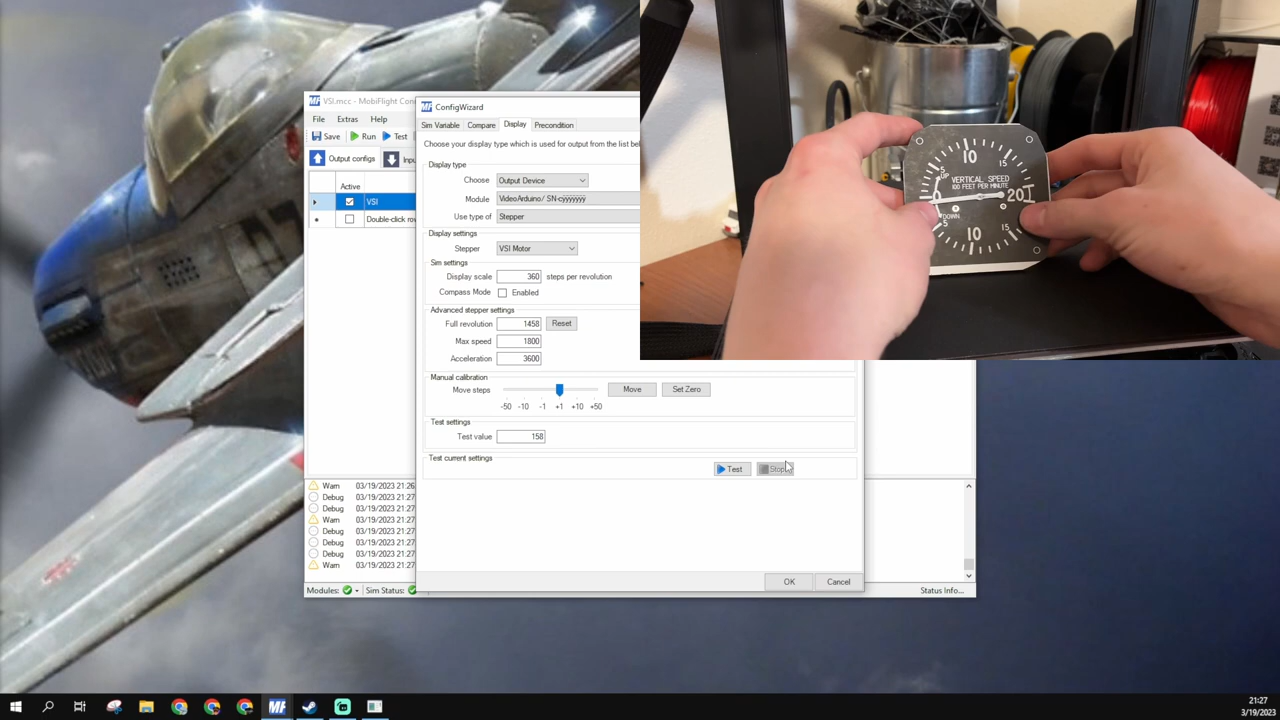 VSI.mcc - MobiFlight Con
File Extras Help
Save Run Test
Output configs Inpu
Active
VSI
Double-click row
ConfigWizard
Sim Variable Compare Display Precondition
Choose your display type which is used for output from the list bel
Display type
Choose Output Device
Module
Use type of Stepper
Display settings
Stepper VSI Motor
Sim settings
Display scale 360 steps per revolution
Compass Mode Enabled
Advanced stepper settings
Full revolution 1458 Reset
Max speed 1800
Acceleration 3600
Manual calibration
Move steps Move Set Zero
-50 -10 -1 +1 +10 +50
Test settings
Test value 158
Test current settings
Test Stop
OK Cancel
Warn 03/19/2023 21:26
Debug 03/19/2023 21:27
Debug 03/19/2023 21:27
Warn 03/19/2023 21:27
Debug 03/19/2023 21:27
Debug 03/19/2023 21:27
Debug 03/19/2023 21:27
Warn 03/19/2023 21:27
Modules: Sim Status: Status Info...
10
5 15
UP
VERTICAL SPEED
100 FEET PER MINUTE
0 20
DOWN
5 15
10
MF
21:27
3/19/2023